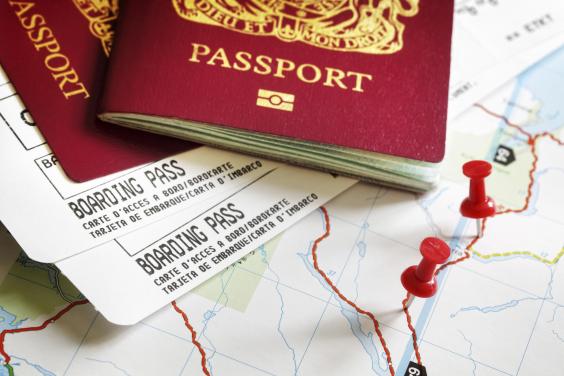 DIEU ET MON DROIT
PASSPORT
PASSPORT
BOARDING PASS
CARTE D'ACCES A BORD/BORDKARTE
TARJETA DE EMBARQUE/CARTA D'IMBARCO
BOARDING PASS
CARTE D'ACCES A BORD/BORDKARTE
TARJETA DE EMBARQUE/CARTA D'IMBARCO